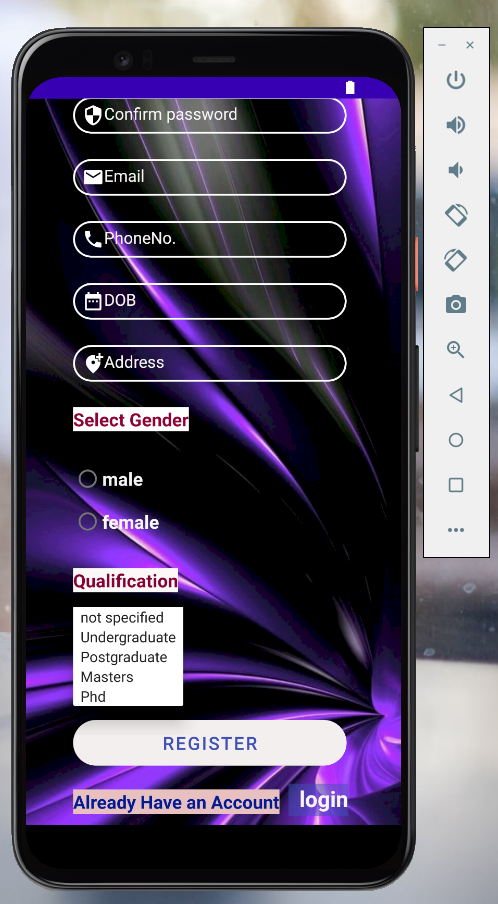 Confirm password
Email
PhoneNo.
DOB
Address
Select Gender
male
female
Qualification
not specified
Undergraduate
Postgraduate
Masters
Phd
REGISTER
Already Have an Account login